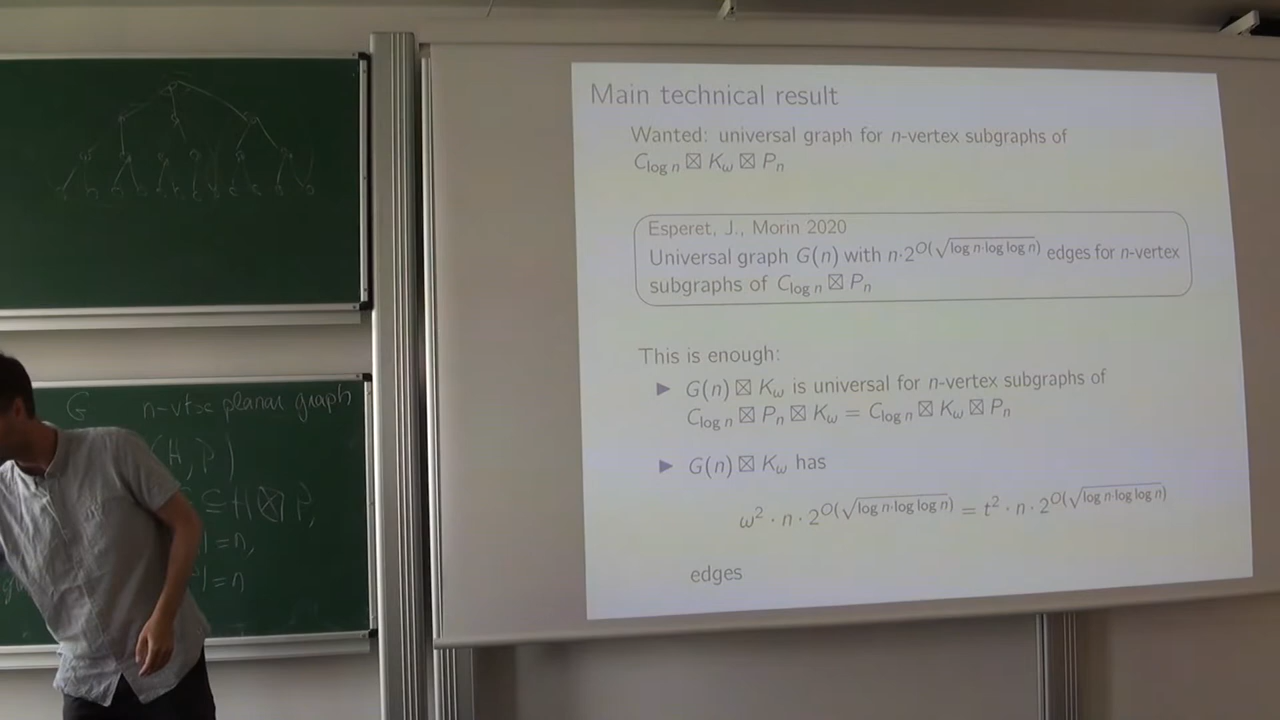 Main technical result
Wanted: universal graph for n-vertex subgraphs of
C_{log n} ⊠ K_ω ⊠ P_n
Esperet, J., Morin 2020
Universal graph G(n) with n·2^{O(√(log n·log log n))} edges for n-vertex
subgraphs of C_{log n} ⊠ P_n
This is enough:
▶ G(n) ⊠ K_ω is universal for n-vertex subgraphs of
C_{log n} ⊠ P_n ⊠ K_ω = C_{log n} ⊠ K_ω ⊠ P_n
▶ G(n) ⊠ K_ω has
ω² · n · 2^{O(√(log n·log log n))} = t² · n · 2^{O(√(log n·log log n))}
edges
G n-vtx planar graph
(H, P)
⊆ H ⊠ P,
| = n,
| = n